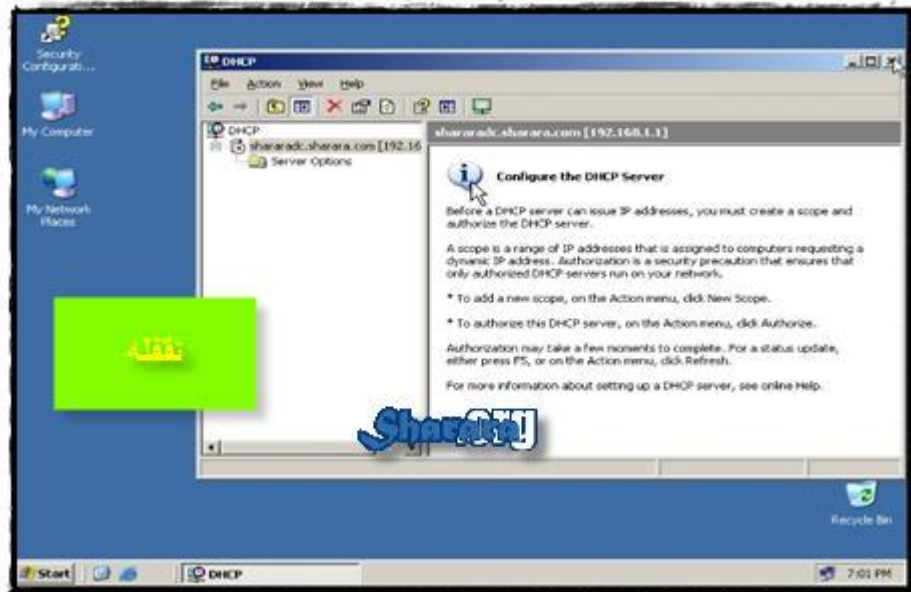 Security
Configurati...
My Computer
My Network
Places
DHCP
File Action View Help
DHCP
shararadc.sharara.com [192.16
Server Options
shararadc.sharara.com [192.168.1.1]
Configure the DHCP Server
Before a DHCP server can issue IP addresses, you must create a scope and
authorize the DHCP server.
A scope is a range of IP addresses that is assigned to computers requesting a
dynamic IP address. Authorization is a security precaution that ensures that
only authorized DHCP servers run on your network.
* To add a new scope, on the Action menu, click New Scope.
* To authorize this DHCP server, on the Action menu, click Authorize.
Authorization may take a few moments to complete. For a status update,
either press F5, or on the Action menu, click Refresh.
For more information about setting up a DHCP server, see online Help.
نقفله
Sharara
Recycle Bin
Start
DHCP
7:01 PM